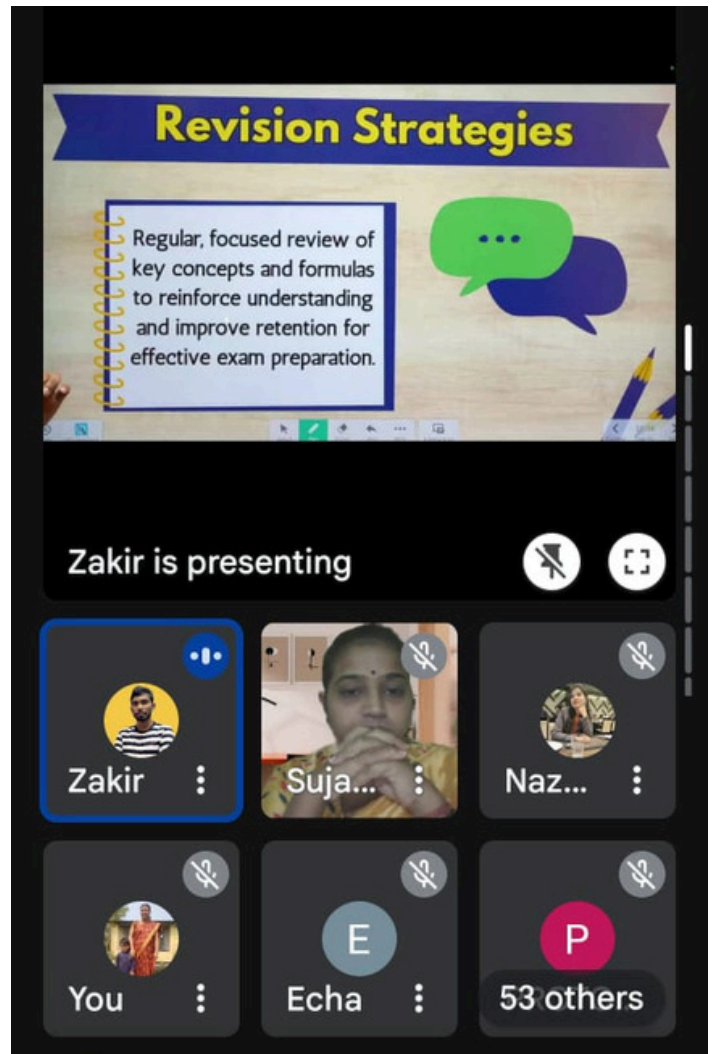 Revision Strategies
Regular, focused review of
key concepts and formulas
to reinforce understanding
and improve retention for
effective exam preparation.
Zakir is presenting
Zakir
Suja...
Naz...
You
Echa
E
P
53 others